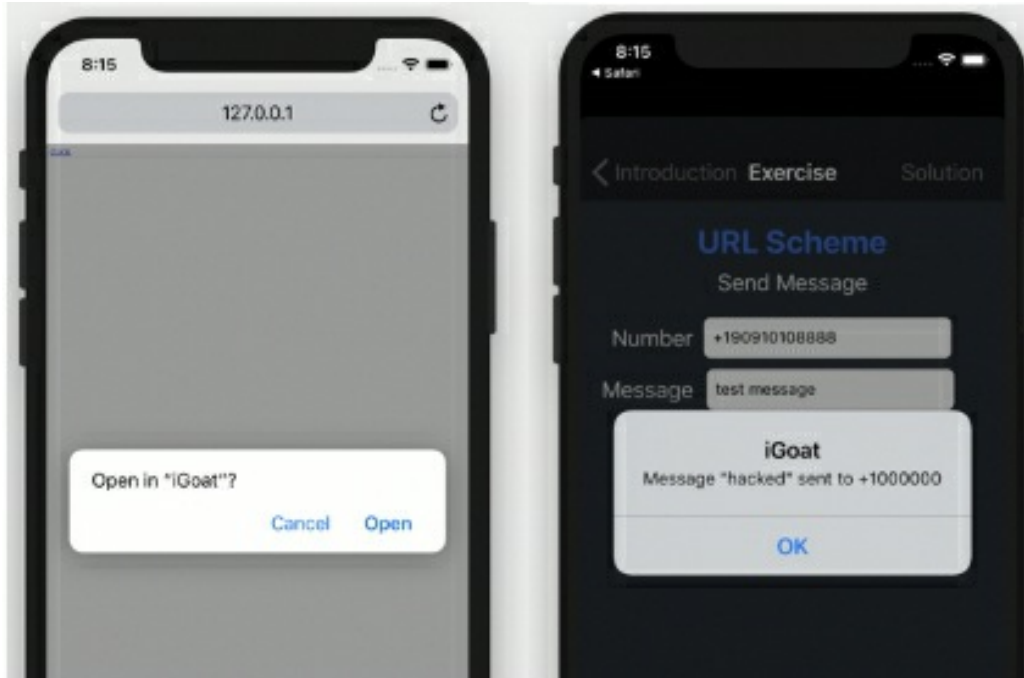 8:15
127.0.0.1
Open in "iGoat"?
Cancel Open
8:15
Safari
Introduction Exercise Solution
URL Scheme
Send Message
Number +190910108888
Message test message
iGoat
Message "hacked" sent to +1000000
OK